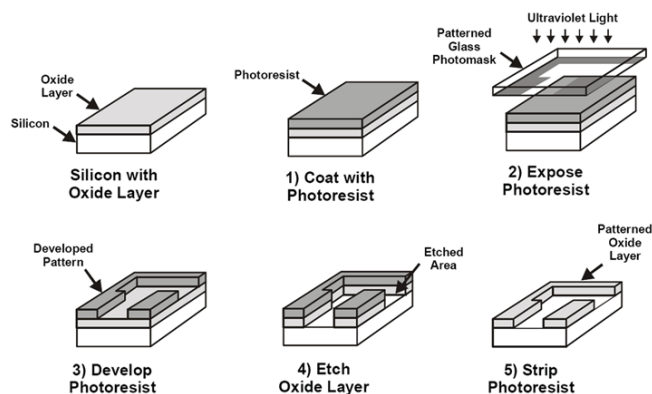 Oxide
Layer
Silicon
Silicon with
Oxide Layer
Photoresist
1) Coat with
Photoresist
Ultraviolet Light
Patterned
Glass
Photomask
2) Expose
Photoresist
Developed
Pattern
3) Develop
Photoresist
Etched
Area
4) Etch
Oxide Layer
Patterned
Oxide
Layer
5) Strip
Photoresist